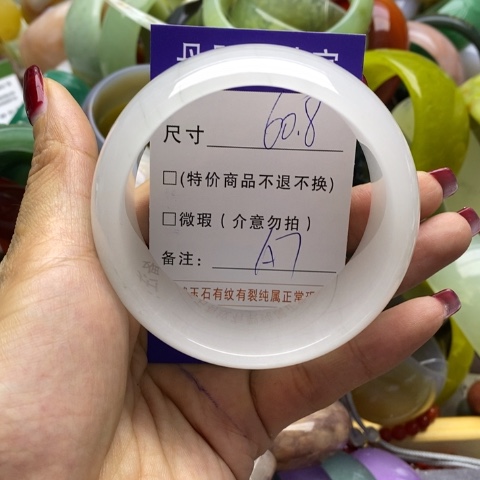 尺寸 60.8
□(特价商品不退不换)
□微瑕(介意勿拍)
备注: A7
玉石有纹有裂纯属正常